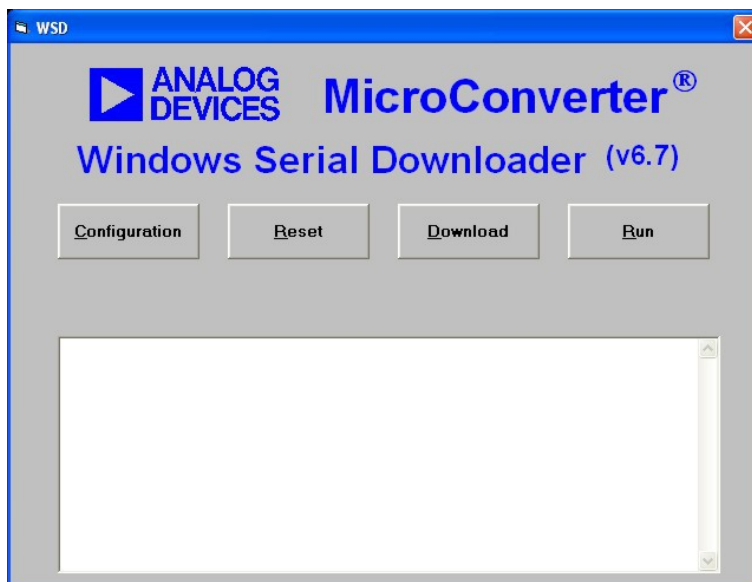 WSD
ANALOG
DEVICES
MicroConverter®
Windows Serial Downloader (v6.7)
Configuration
Reset
Download
Run